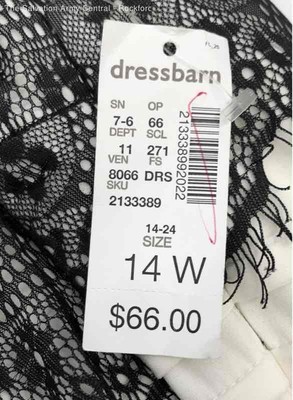 The Salvation Army Central - Rockford
dressbarn
SN OP
7-6 66
DEPT SCL
11 271
VEN FS
8066 DRS
SKU
2133389
2133389922022
14-24
SIZE
14 W
$66.00